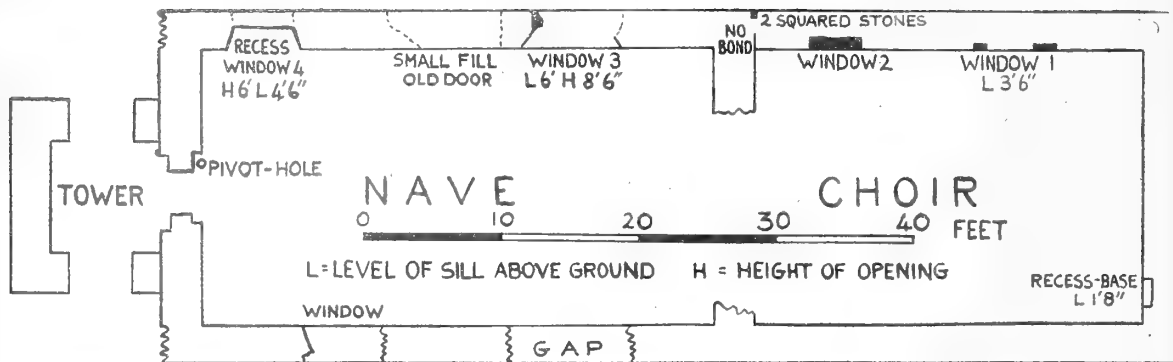 2 SQUARED STONES
NO
BOND
RECESS
WINDOW 4
H 6' L 4'6"
SMALL FILL
OLD DOOR
WINDOW 3
L 6' H 8'6"
WINDOW 2
WINDOW 1
L 3'6"
PIVOT-HOLE
TOWER
NAVE
CHOIR
0 10 20 30 40
FEET
L=LEVEL OF SILL ABOVE GROUND H = HEIGHT OF OPENING
RECESS-BASE
L 1'8"
WINDOW
GAP